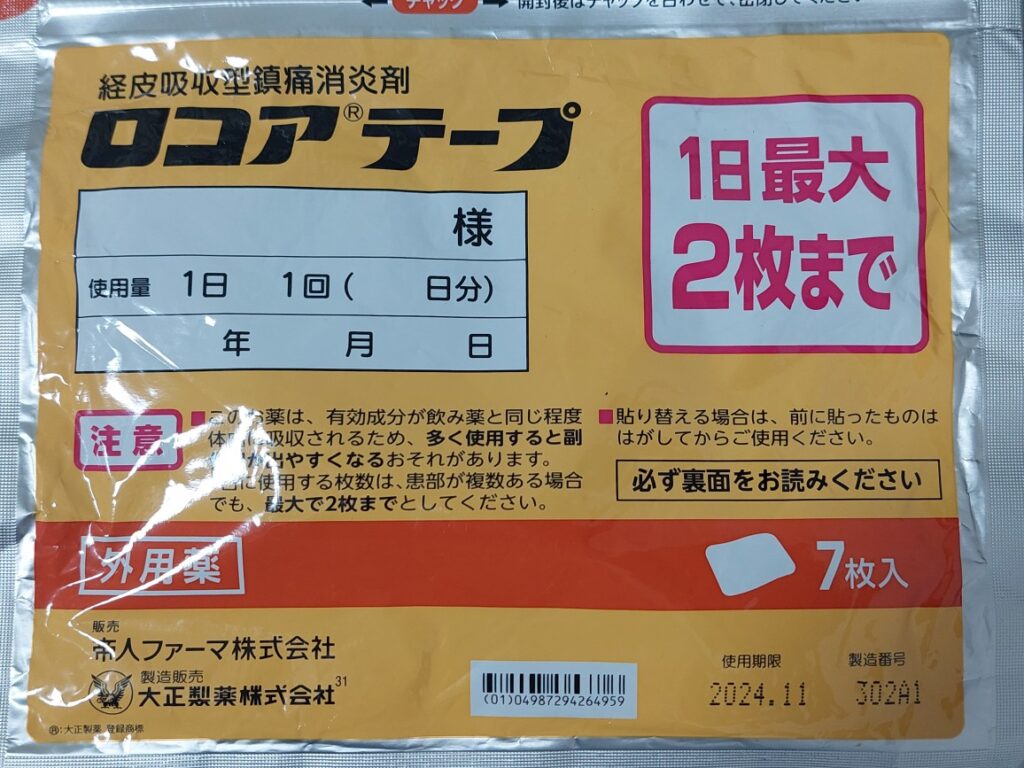 チャック
開封後はチャックを合わせて、密閉してください
経皮吸収型鎮痛消炎剤
ロコア®テープ
1日最大
2枚まで
様
使用量 1日 1回( 日分)
年 月 日
注意
■このお薬は、有効成分が飲み薬と同じ程度
体内に吸収されるため、多く使用すると副
が出やすくなるおそれがあります。
に使用する枚数は、患部が複数ある場合
でも、最大で2枚までとしてください。
■貼り替える場合は、前に貼ったものは
はがしてからご使用ください。
必ず裏面をお読みください
外用薬
7枚入
販売
帝人ファーマ株式会社
製造販売
大正製薬株式会社31
®:大正製薬 登録商標
(01)04987294264959
使用期限
2024.11
製造番号
302A1